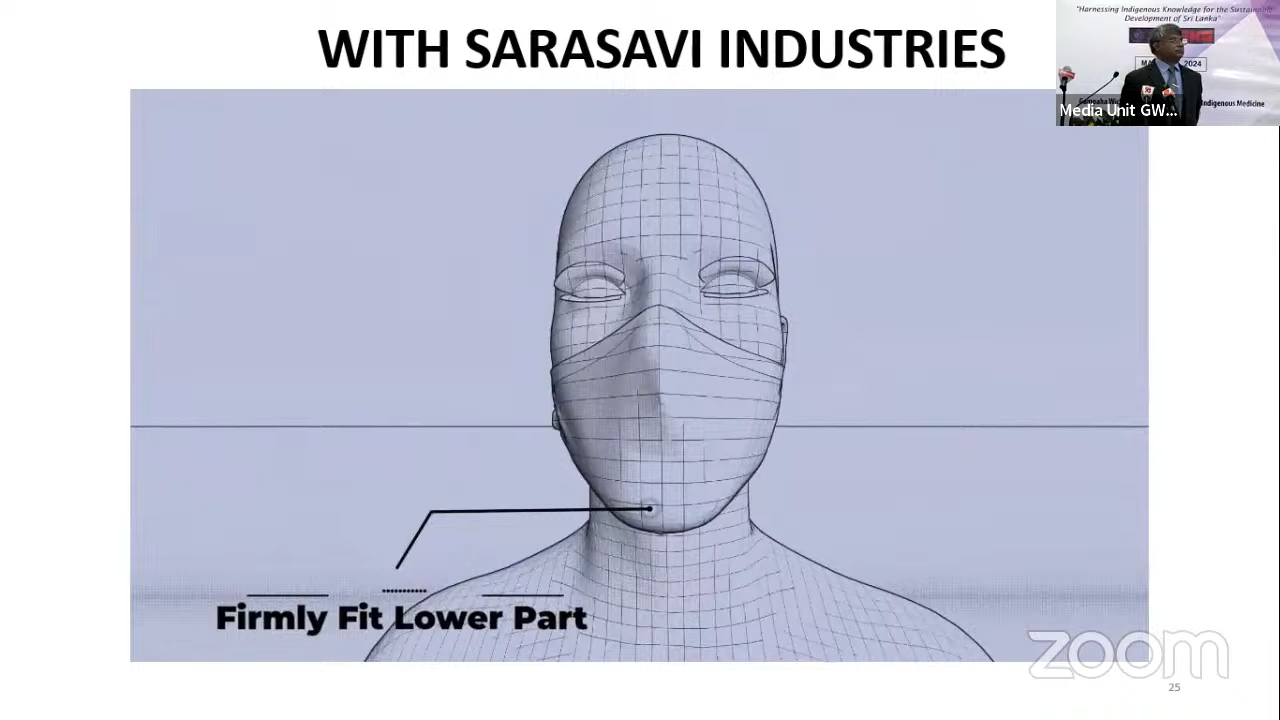 WITH SARASAVI INDUSTRIES
"Harnessing Indigenous Knowledge for the Sustainable
Development of Sri Lanka"
2024
Indigenous Medicine
Media Unit GW...
Firmly Fit Lower Part
zoom
25